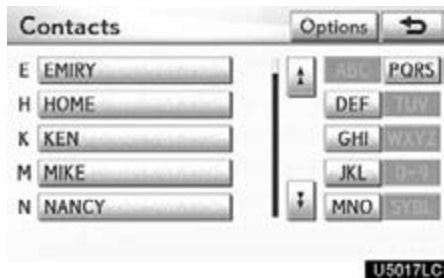 Contacts Options
E EMIRY ABC PQRS
H HOME DEF TUV
K KEN GHI WXYZ
M MIKE JKL 0-9
N NANCY MNO SYBL
U5017LC